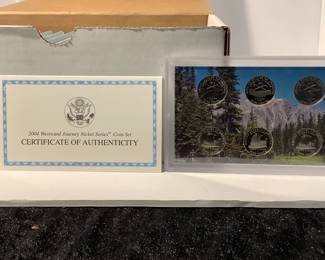 2004 Westward Journey Nickel Series™ Coin Set
CERTIFICATE OF AUTHENTICITY